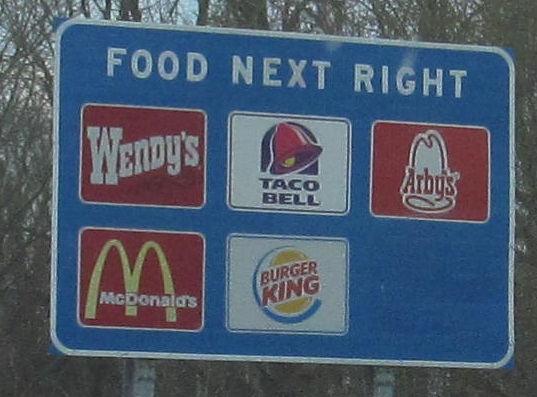 FOOD NEXT RIGHT
WENDY'S
TACO
BELL
Arby's
McDonald's
BURGER
KING